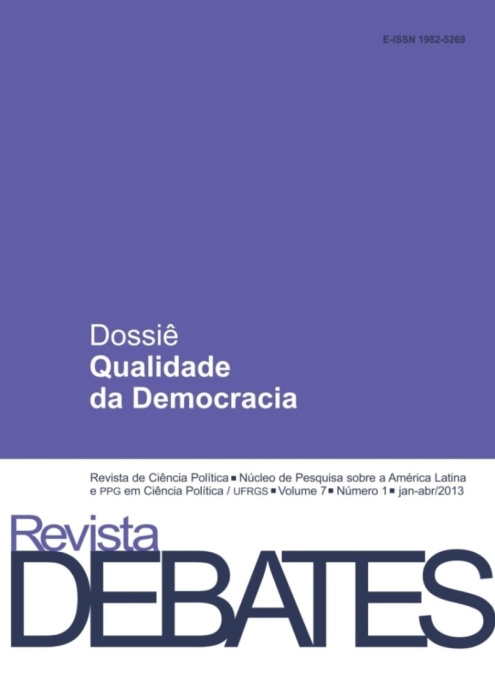 E-ISSN 1982-5269
Dossiê
Qualidade
da Democracia
Revista de Ciência Política ■ Núcleo de Pesquisa sobre a América Latina
e PPG em Ciência Política / UFRGS ■ Volume 7 ■ Número 1 ■ jan-abr/2013
Revista
DEBATES